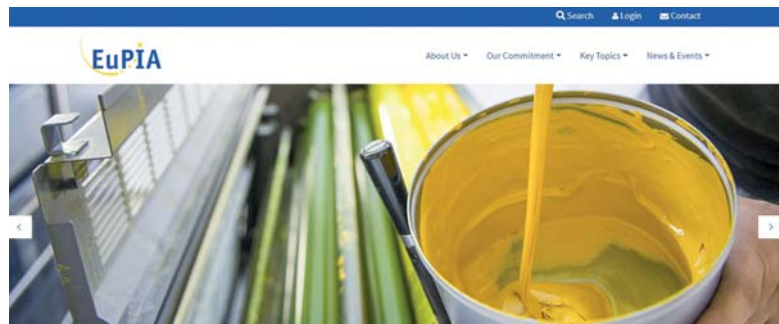 Search Login Contact
EuPIA
About Us Our Commitment Key Topics News & Events